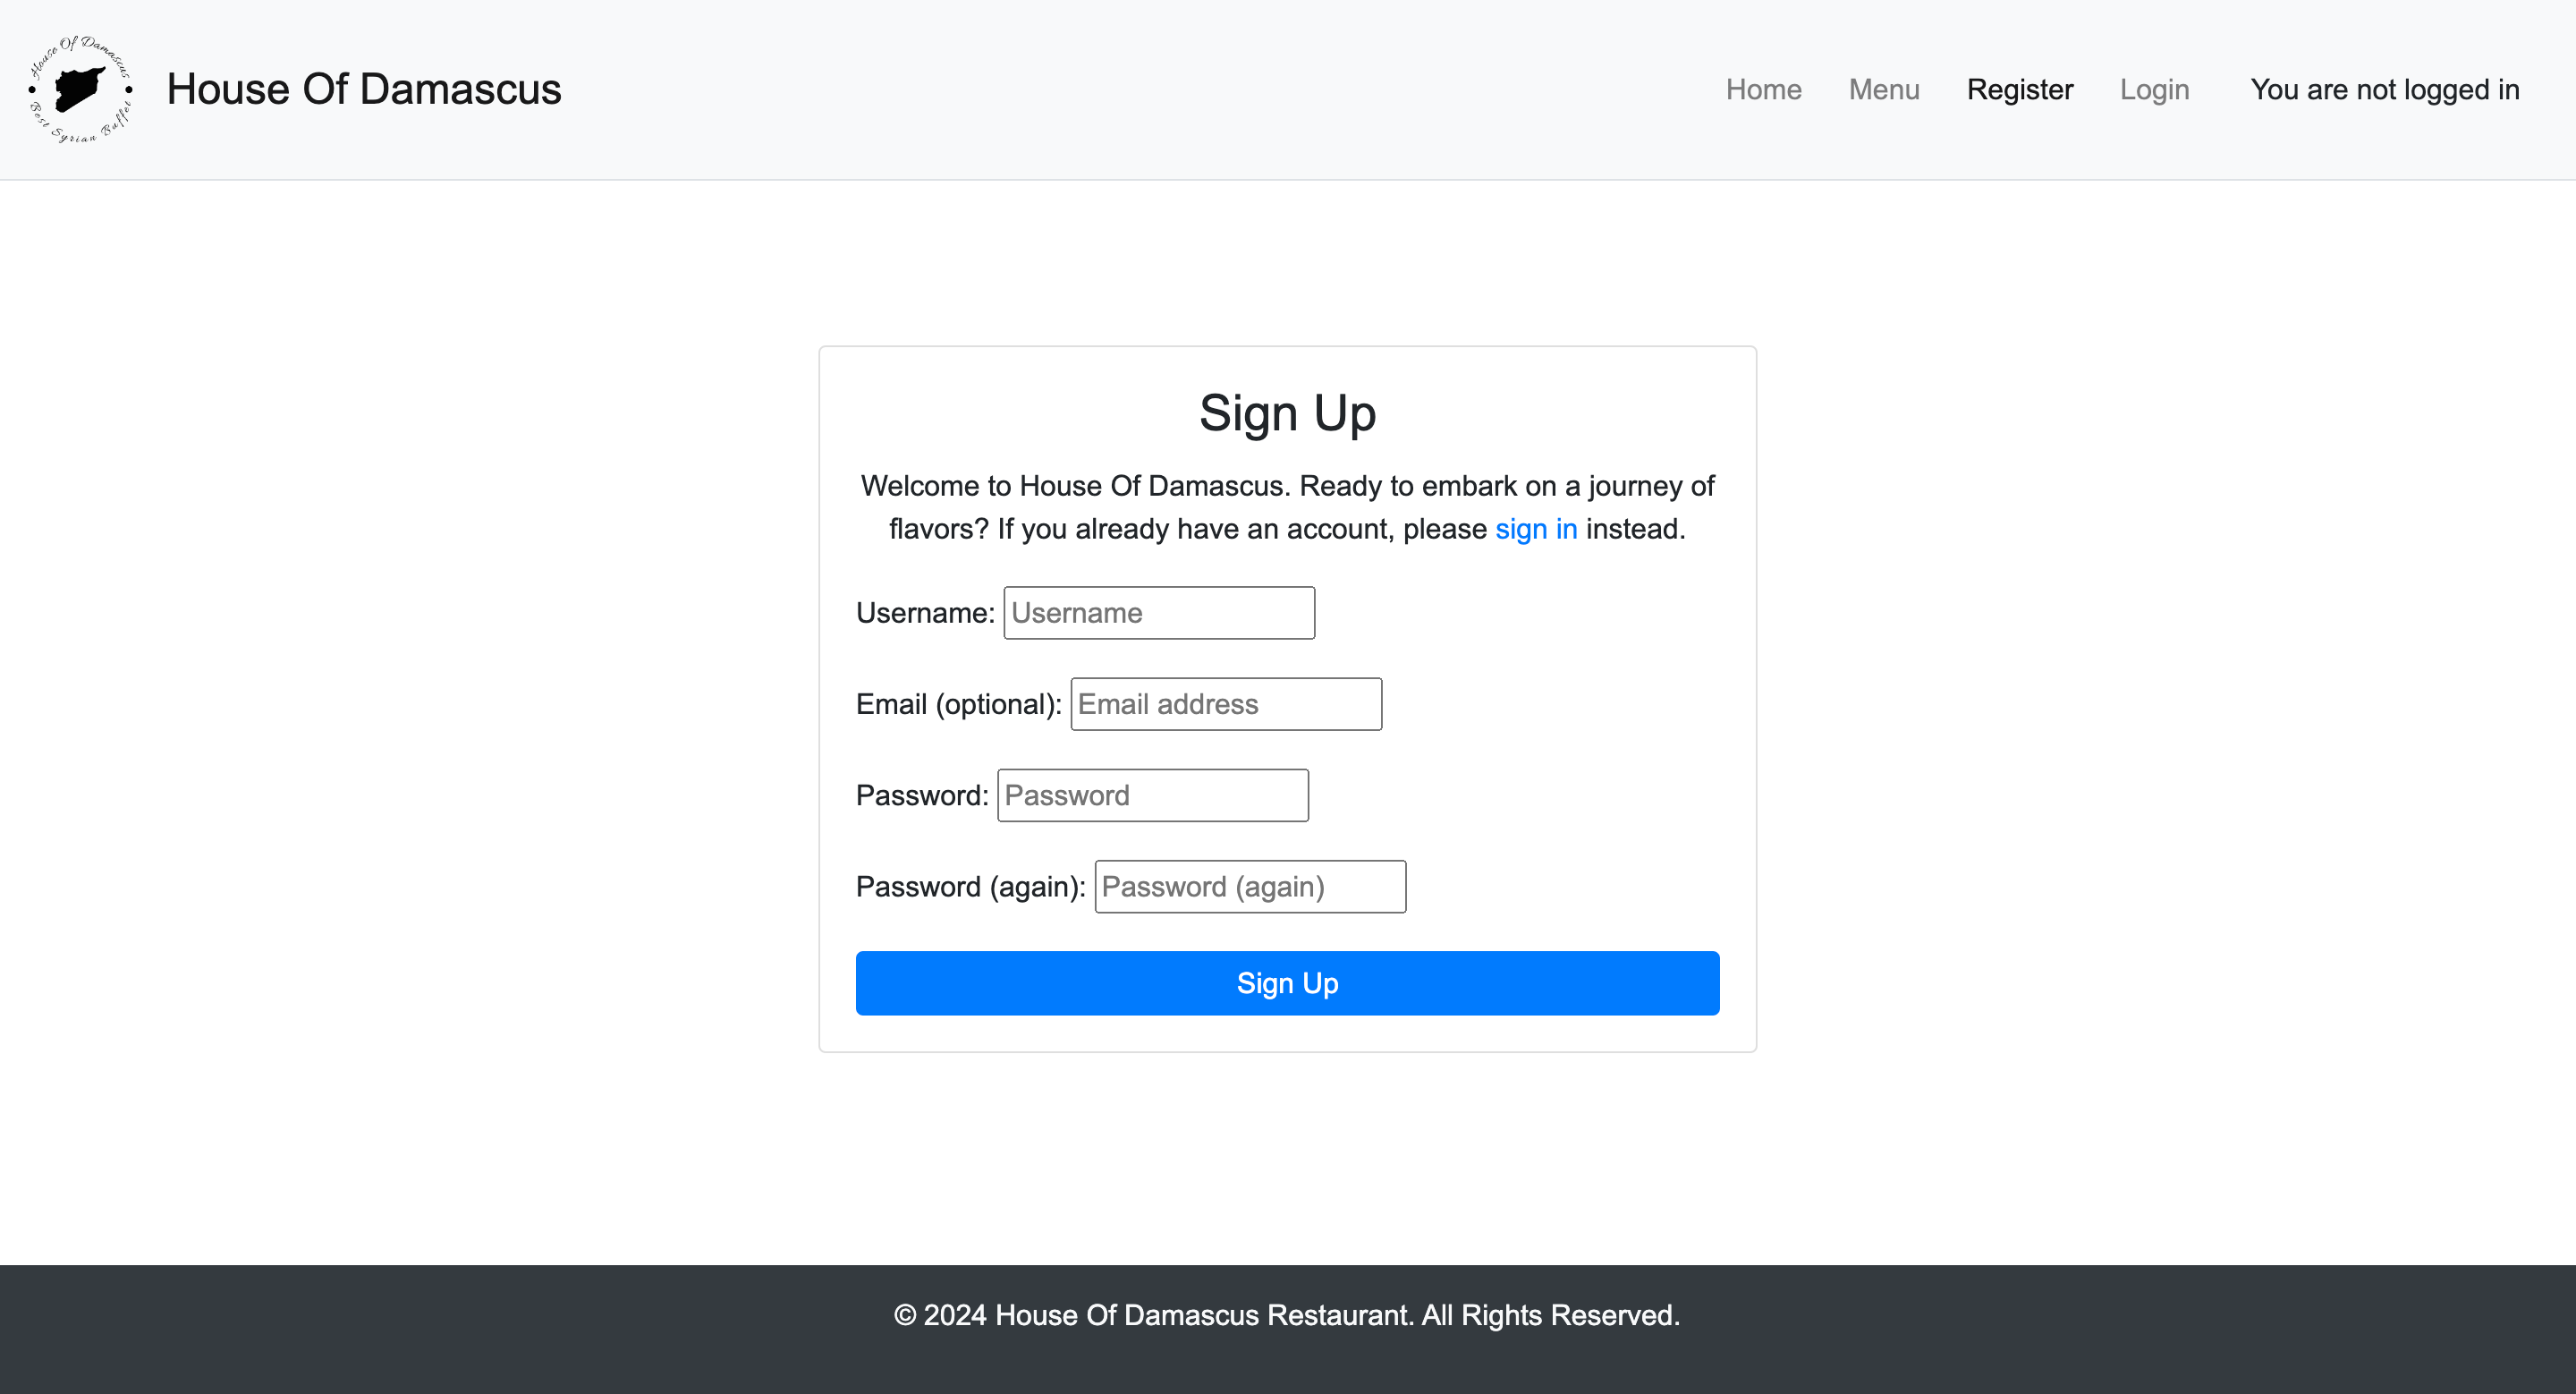 House Of Damascus
Best Syrian Buffet
House Of Damascus
Home Menu Register Login You are not logged in
Sign Up
Welcome to House Of Damascus. Ready to embark on a journey of
flavors? If you already have an account, please sign in instead.
Username: Username
Email (optional): Email address
Password: Password
Password (again): Password (again)
Sign Up
© 2024 House Of Damascus Restaurant. All Rights Reserved.